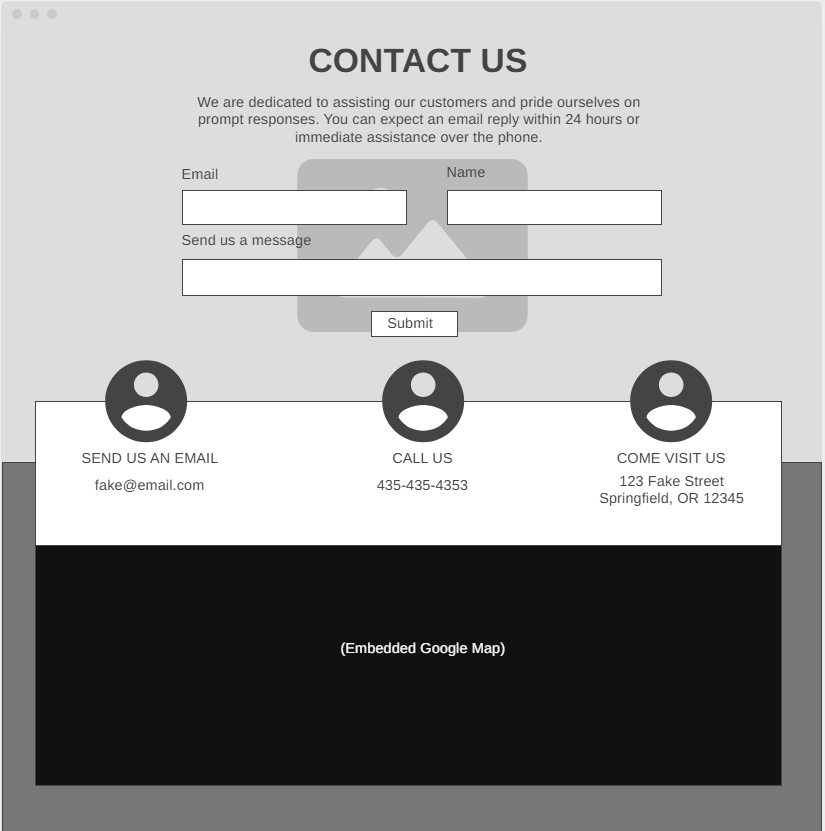 CONTACT US
We are dedicated to assisting our customers and pride ourselves on
prompt responses. You can expect an email reply within 24 hours or
immediate assistance over the phone.
Email
Name
Send us a message
Submit
SEND US AN EMAIL
fake@email.com
CALL US
435-435-4353
COME VISIT US
123 Fake Street
Springfield, OR 12345
(Embedded Google Map)